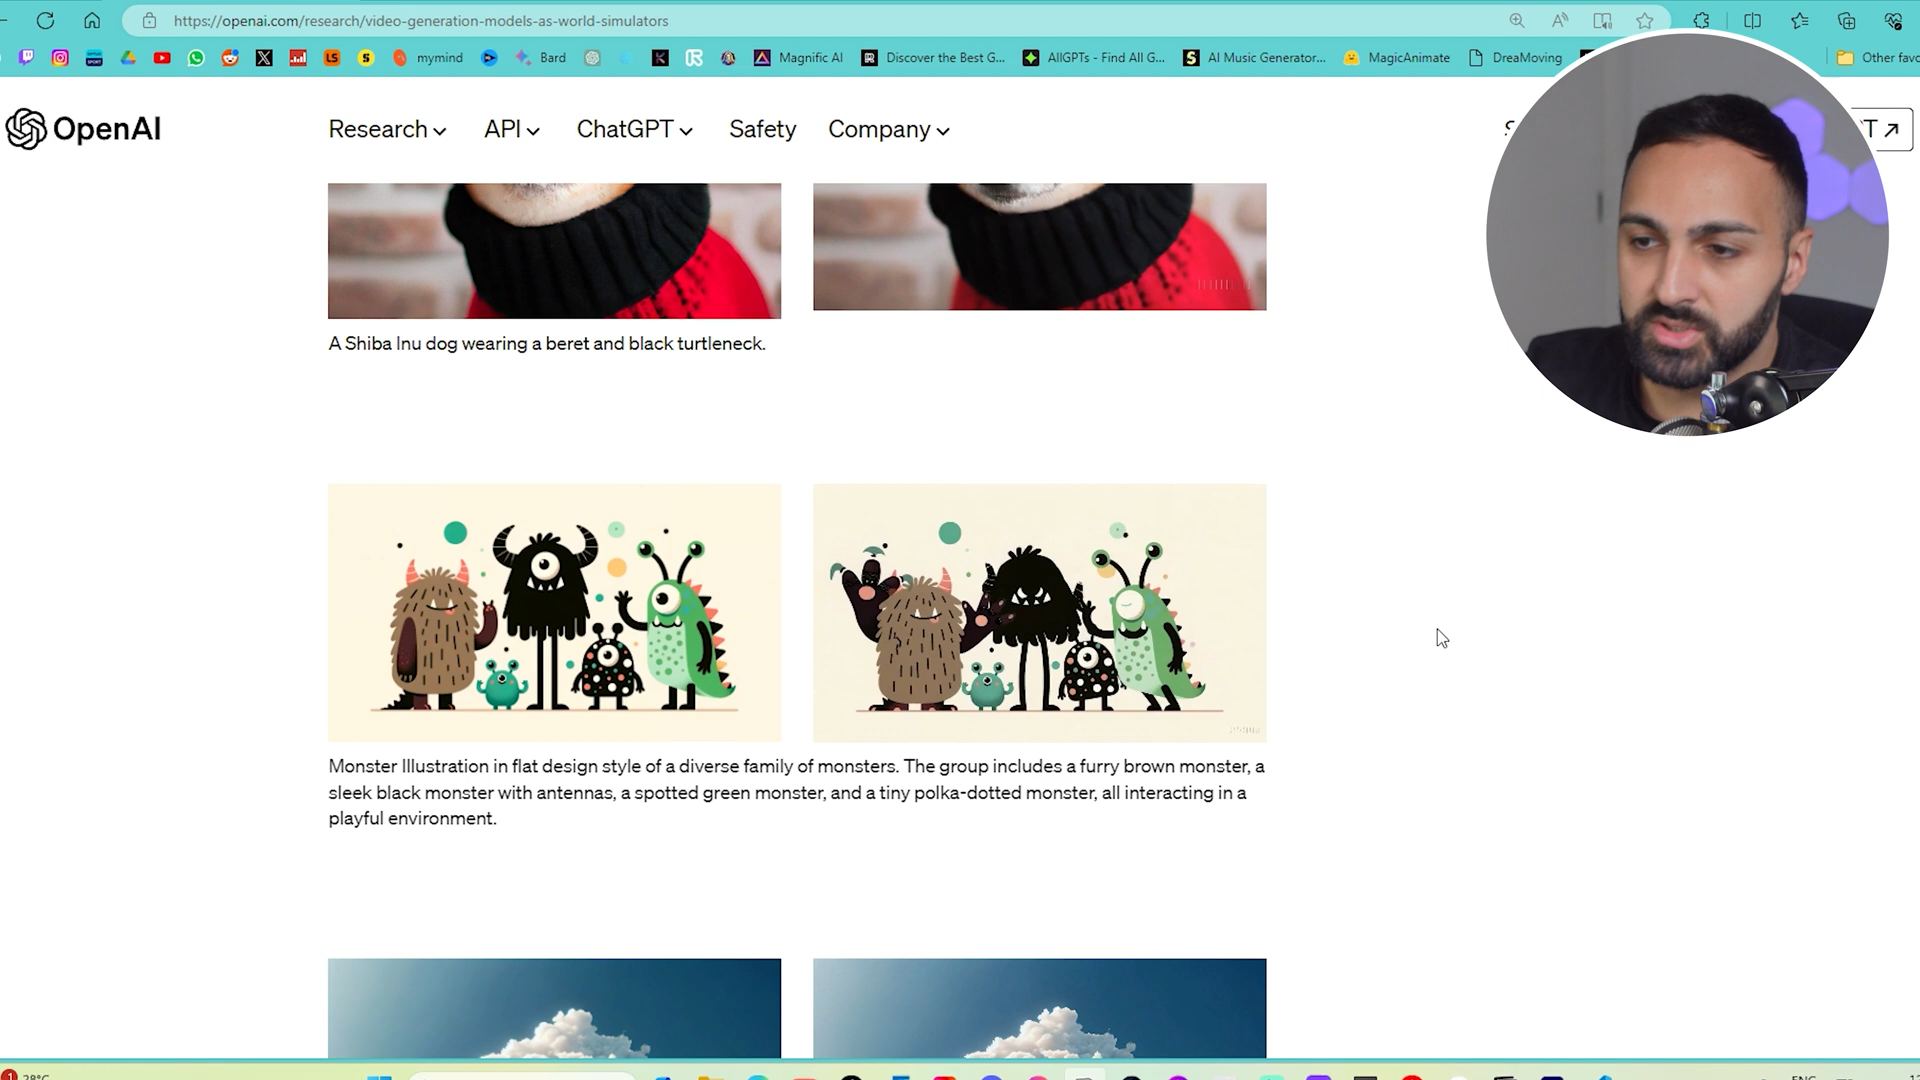 https://openai.com/research/video-generation-models-as-world-simulators
mymind
Bard
Magnific AI
Discover the Best G...
AllGPTs - Find All G...
AI Music Generator...
MagicAnimate
DreaMoving
Other favo
OpenAI
Research
API
ChatGPT
Safety
Company
T
A Shiba Inu dog wearing a beret and black turtleneck.
Monster Illustration in flat design style of a diverse family of monsters. The group includes a furry brown monster, a
sleek black monster with antennas, a spotted green monster, and a tiny polka-dotted monster, all interacting in a
playful environment.